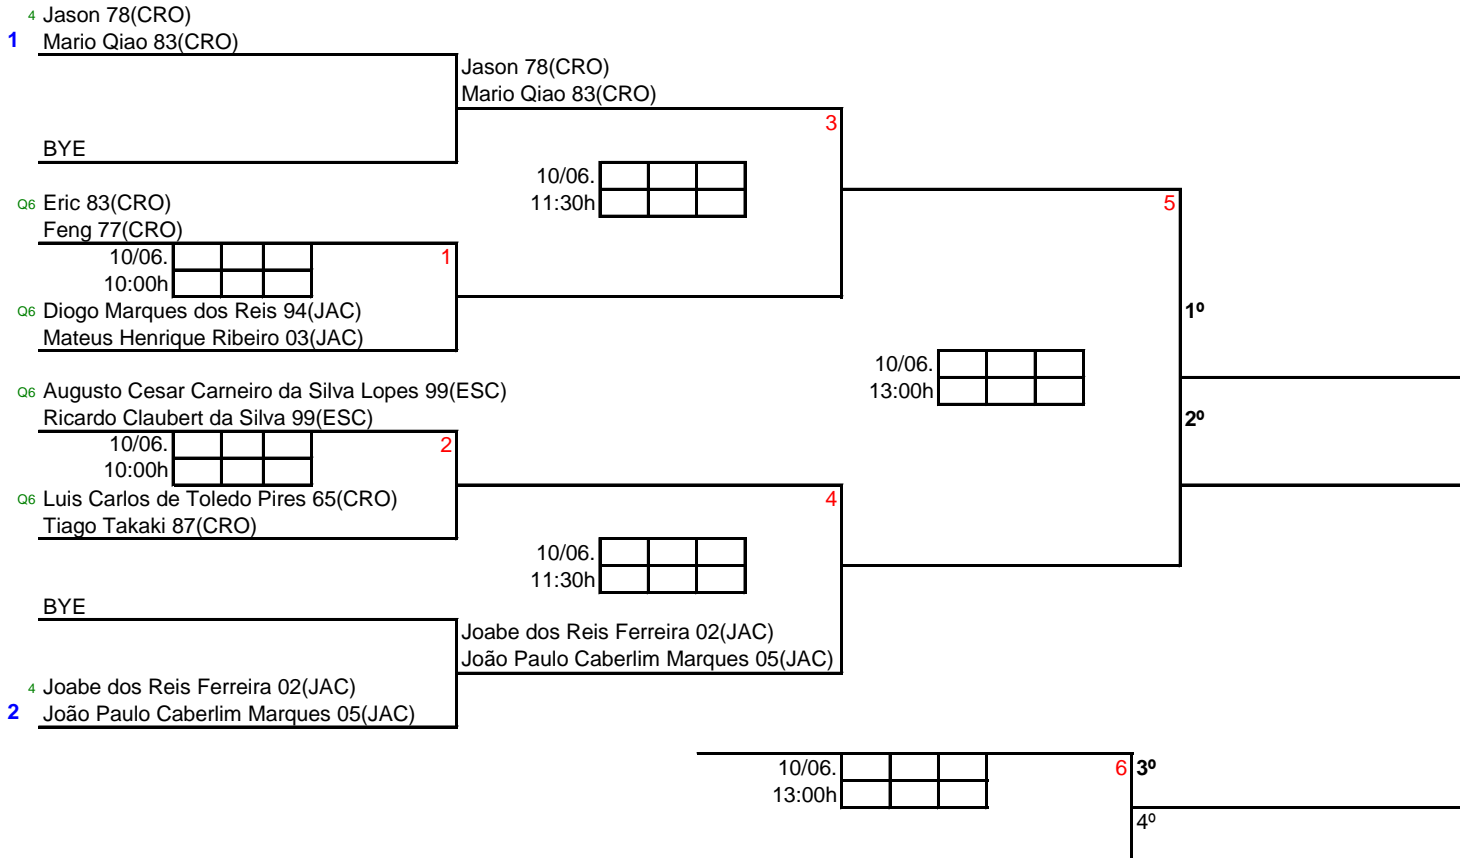 4 Jason 78(CRO)
1 Mario Qiao 83(CRO)
Jason 78(CRO)
Mario Qiao 83(CRO)
3
BYE
10/06.
11:30h
Q6 Eric 83(CRO)
Feng 77(CRO)
5
10/06. 1
10:00h
Q6 Diogo Marques dos Reis 94(JAC)
Mateus Henrique Ribeiro 03(JAC)
1º
10/06.
13:00h
Q6 Augusto Cesar Carneiro da Silva Lopes 99(ESC)
Ricardo Claubert da Silva 99(ESC)
2º
10/06. 2
10:00h
Q6 Luis Carlos de Toledo Pires 65(CRO)
Tiago Takaki 87(CRO)
4
10/06.
11:30h
BYE
Joabe dos Reis Ferreira 02(JAC)
João Paulo Caberlim Marques 05(JAC)
4 Joabe dos Reis Ferreira 02(JAC)
2 João Paulo Caberlim Marques 05(JAC)
10/06. 6 3º
13:00h
4º